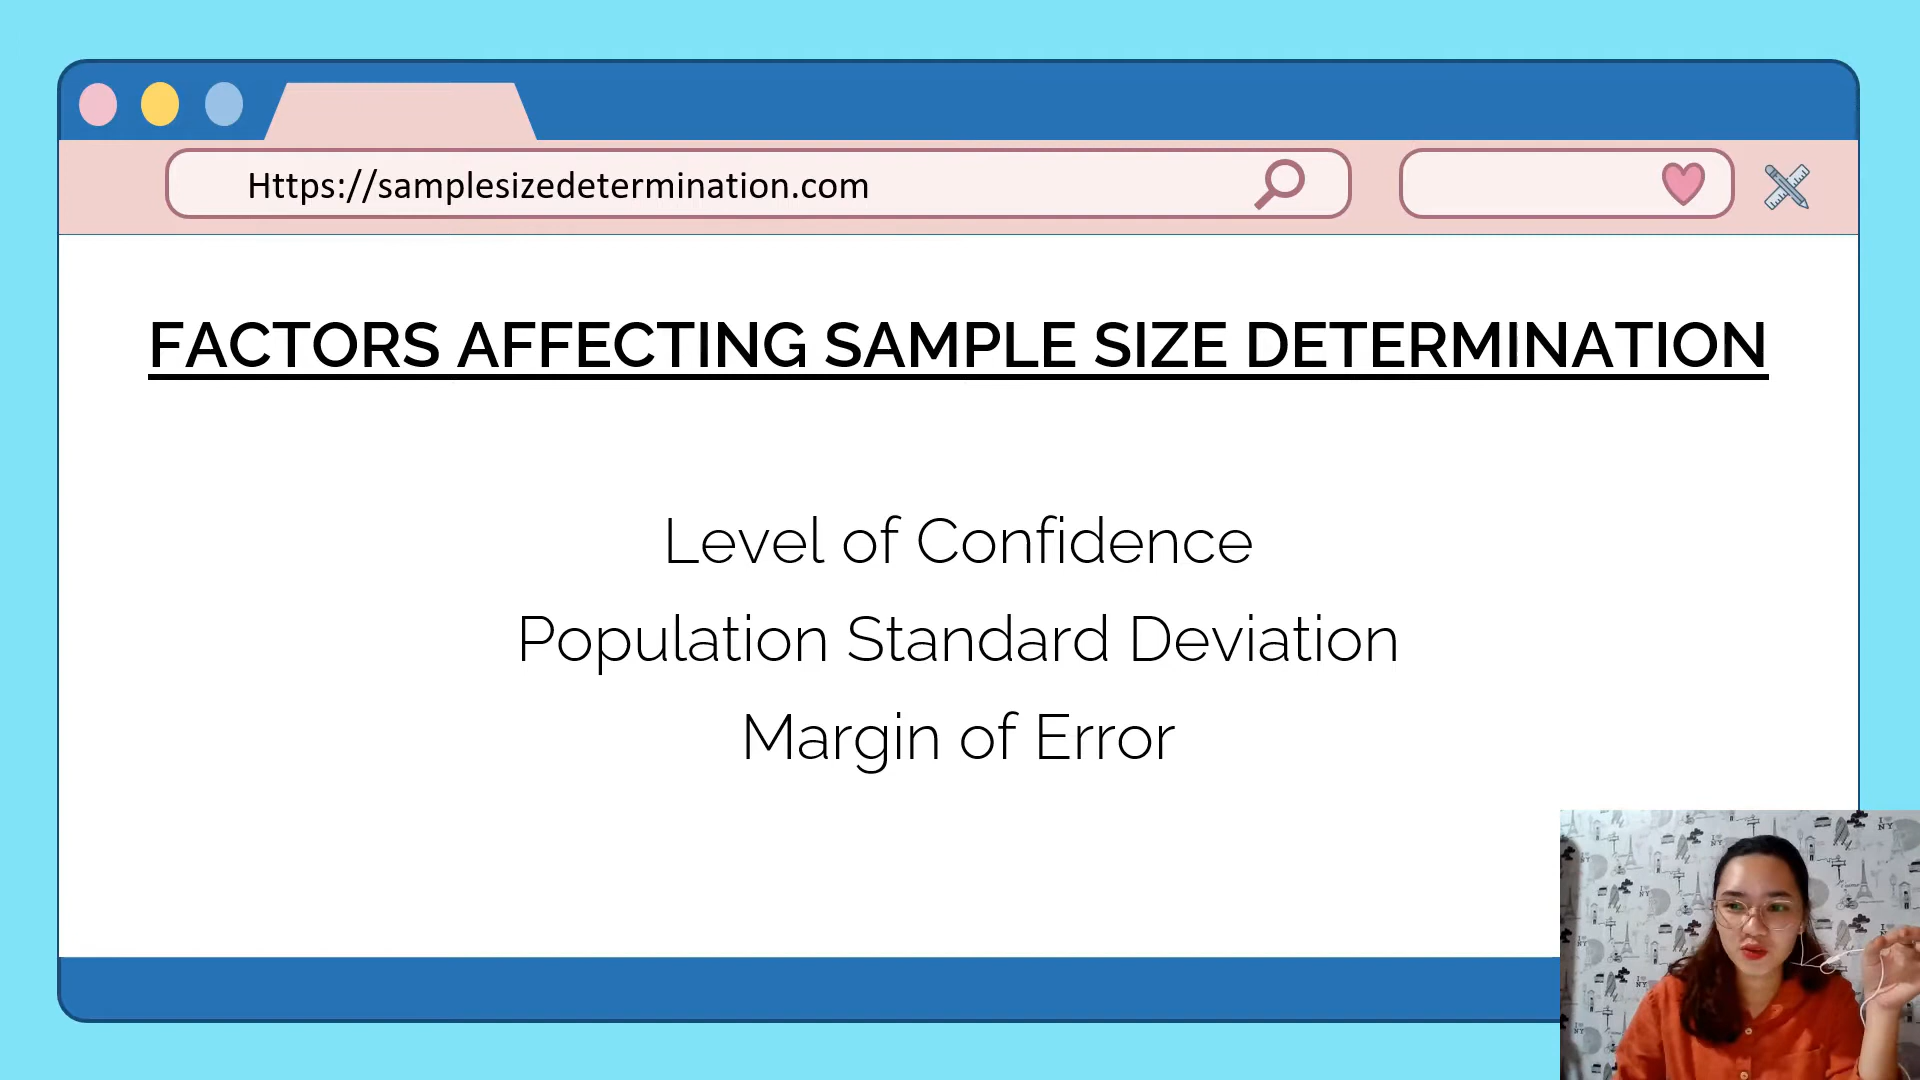 Https://samplesizedetermination.com
FACTORS AFFECTING SAMPLE SIZE DETERMINATION
Level of Confidence
Population Standard Deviation
Margin of Error